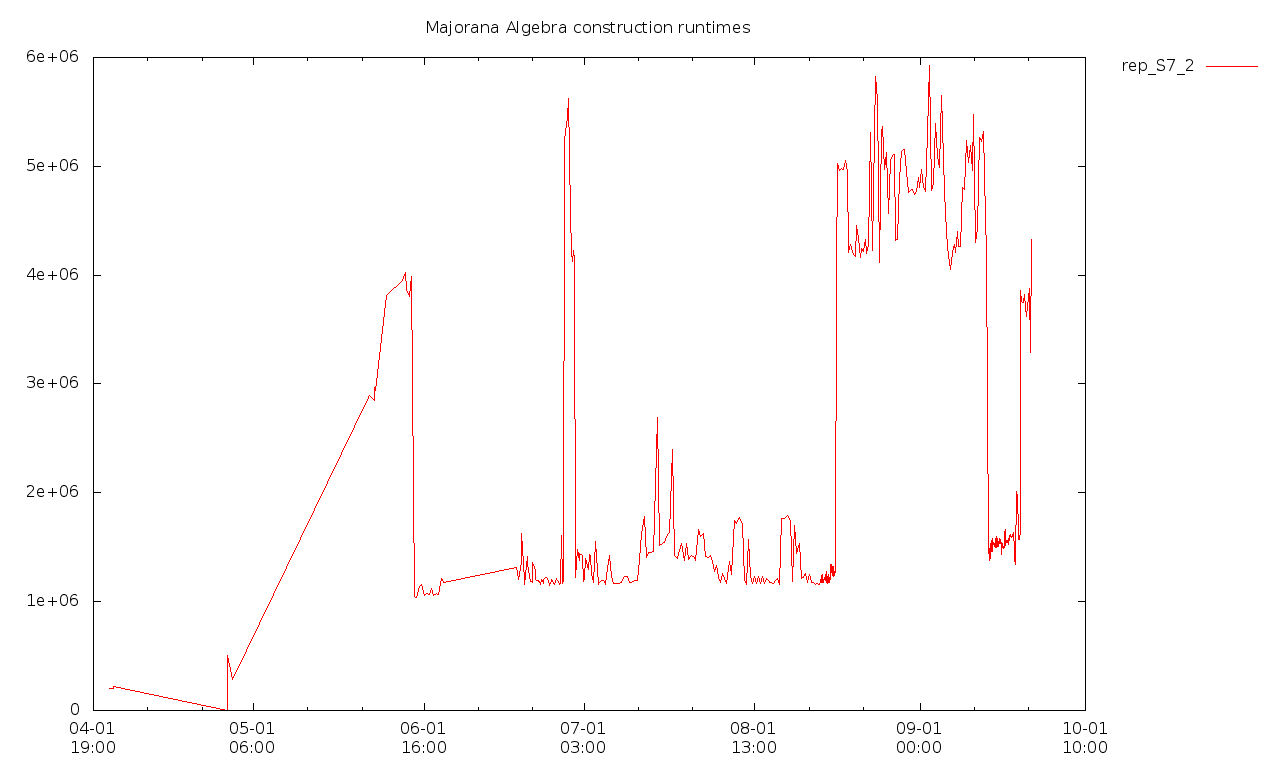 Majorana Algebra construction runtimes
rep_S7_2
6e+06
5e+06
4e+06
3e+06
2e+06
1e+06
0
04-01 05-01 06-01 07-01 08-01 09-01 10-01
19:00 06:00 16:00 03:00 13:00 00:00 10:00